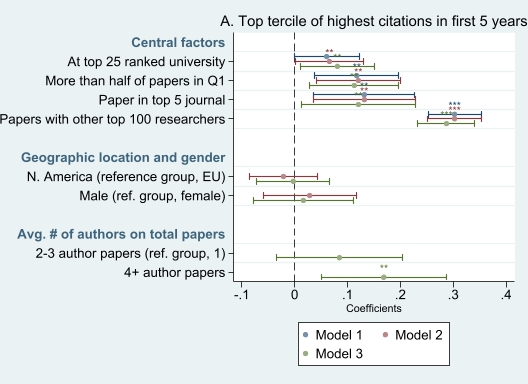 A. Top tercile of highest citations in first 5 years
Central factors
At top 25 ranked university
More than half of papers in Q1
Paper in top 5 journal
Papers with other top 100 researchers
Geographic location and gender
N. America (reference group, EU)
Male (ref. group, female)
Avg. # of authors on total papers
2-3 author papers (ref. group, 1)
4+ author papers
**
***
***
**
-.1 0 .1 .2 .3 .4
Coefficients
Model 1 Model 2
Model 3